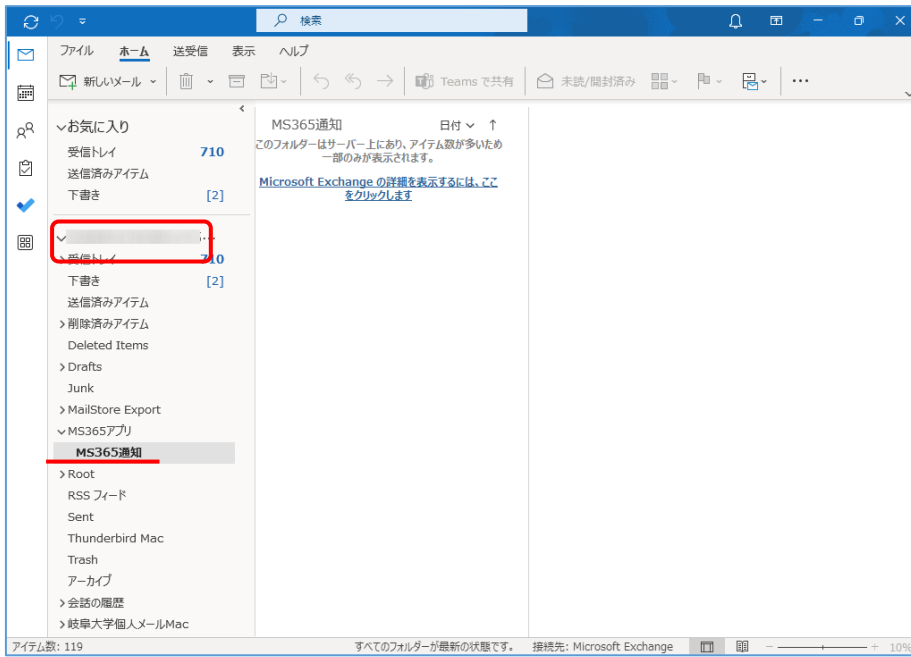 検索
ファイル ホーム 送受信 表示 ヘルプ
新しいメール Teams で共有 未読/開封済み ...
お気に入り
受信トレイ 710
送信済みアイテム
下書き [2]
受信トレイ 710
下書き [2]
送信済みアイテム
削除済みアイテム
Deleted Items
Drafts
Junk
MailStore Export
MS365アプリ
MS365通知
Root
RSS フィード
Sent
Thunderbird Mac
Trash
アーカイブ
会話の履歴
岐阜大学個人メールMac
MS365通知 日付 ↑
このフォルダーはサーバー上にあり、アイテム数が多いため
一部のみが表示されます。
Microsoft Exchange の詳細を表示するには、ここ
をクリックします
アイテム数: 119 すべてのフォルダーが最新の状態です。 接続先: Microsoft Exchange 10%